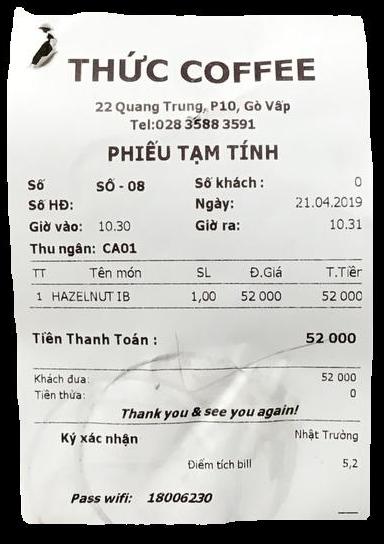 THỨC COFFEE
22 Quang Trung, P10, Gò Vấp
Tel:028 3588 3591
PHIẾU TẠM TÍNH
Số SỐ - 08 Số khách : 0
Số HĐ: Ngày: 21.04.2019
Giờ vào: 10.30 Giờ ra: 10.31
Thu ngân: CA01
TT Tên món SL Đ.Giá T.Tiền
1 HAZELNUT IB 1,00 52 000 52 000
Tiền Thanh Toán : 52 000
Khách đưa: 52 000
Tiền thừa: 0
Thank you & see you again!
Ký xác nhận Nhật Trường
Điểm tích bill 5,2
Pass wifi: 18006230